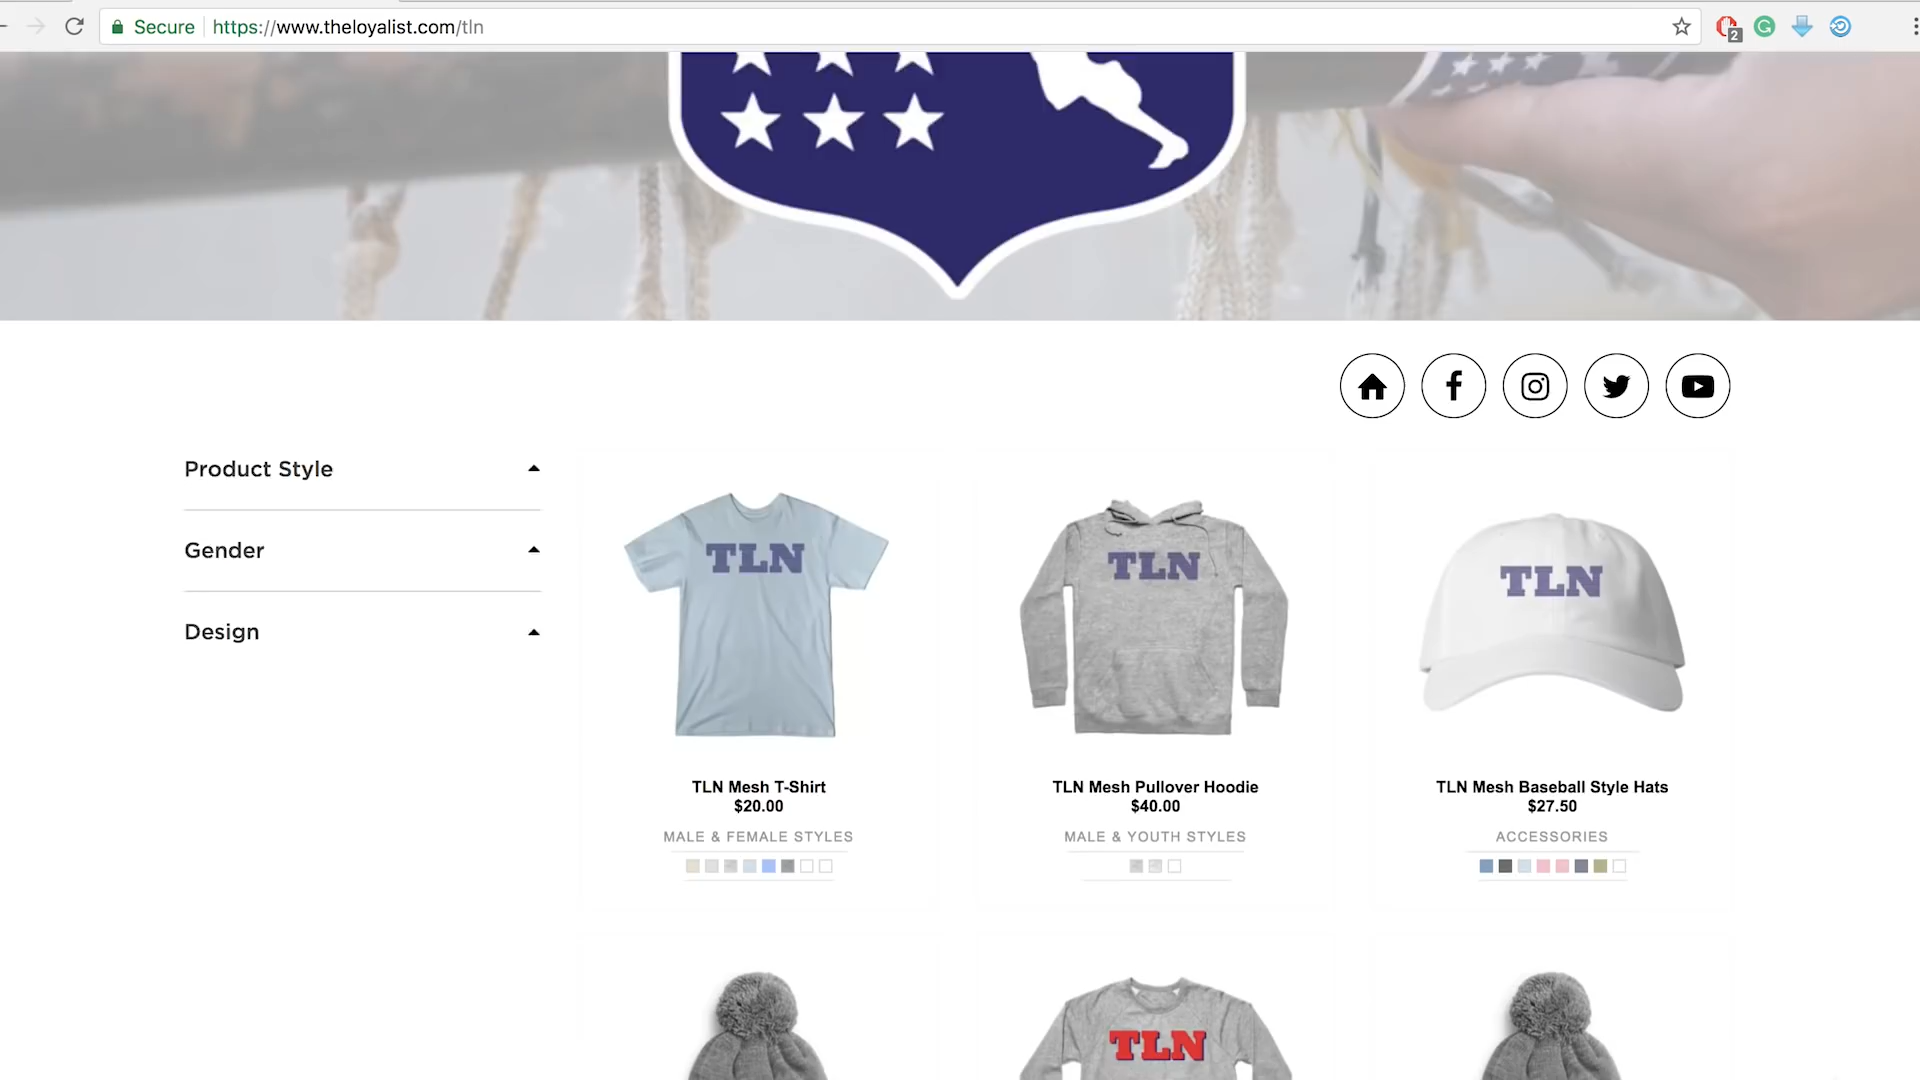 Secure https://www.theloyalist.com/tln
2
Product Style
Gender
Design
TLN
TLN
TLN
TLN Mesh T-Shirt
$20.00
MALE & FEMALE STYLES
TLN Mesh Pullover Hoodie
$40.00
MALE & YOUTH STYLES
TLN Mesh Baseball Style Hats
$27.50
ACCESSORIES
TLN